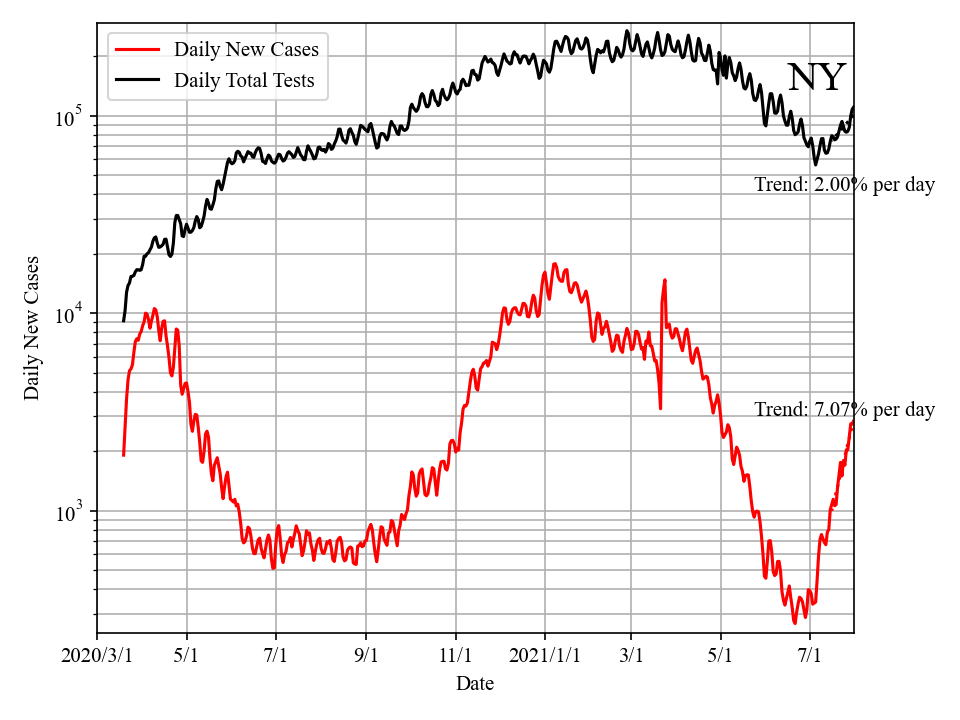 Daily New Cases
Daily Total Tests
NY
10^5
Trend: 2.00% per day
10^4
Daily New Cases
Trend: 7.07% per day
10^3
2020/3/1 5/1 7/1 9/1 11/1 2021/1/1 3/1 5/1 7/1
Date